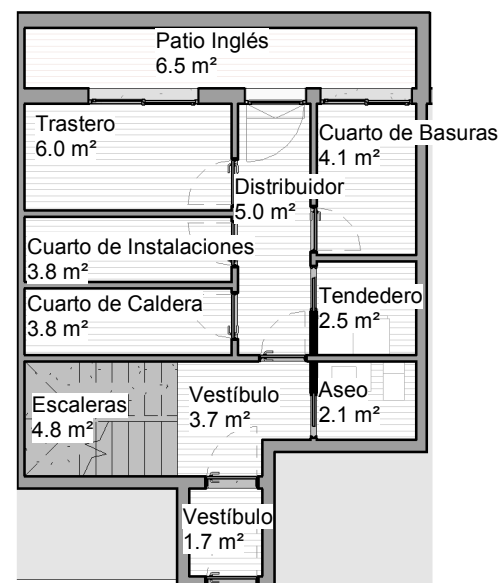 Patio Inglés
6.5 m²
Trastero
6.0 m²
Cuarto de Basuras
4.1 m²
Distribuidor
5.0 m²
Cuarto de Instalaciones
3.8 m²
Cuarto de Caldera
3.8 m²
Tendedero
2.5 m²
Escaleras
4.8 m²
Vestíbulo
3.7 m²
Aseo
2.1 m²
Vestíbulo
1.7 m²